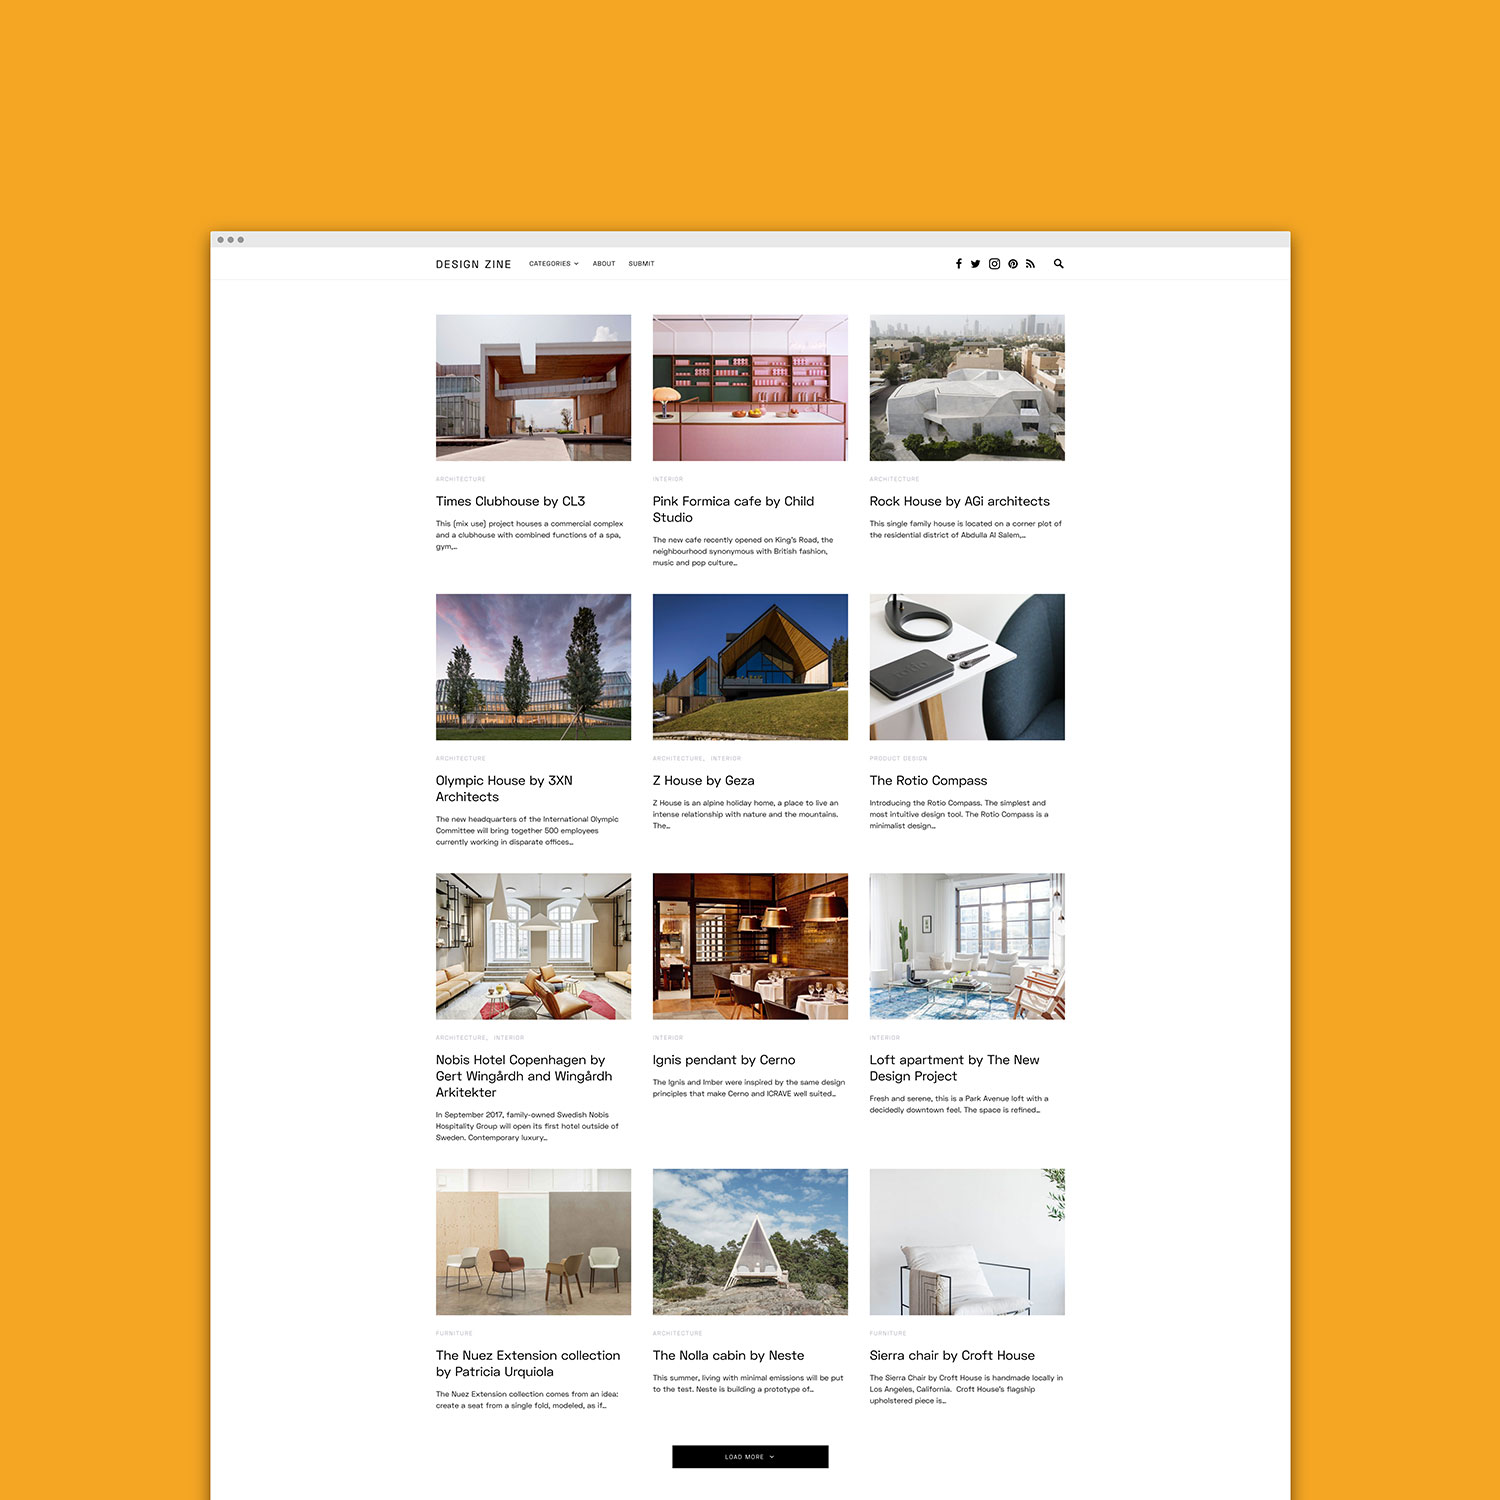 DESIGN ZINE CATEGORIES ABOUT SUBMIT
ARCHITECTURE
Times Clubhouse by CL3
This (mix use) project houses a commercial complex
and a clubhouse with combined functions of a spa,
gym,…
INTERIOR
Pink Formica cafe by Child
Studio
The new cafe recently opened on King's Road, the
neighbourhood synonymous with British fashion,
music and pop culture…
ARCHITECTURE
Rock House by AGi architects
This single family house is located on a corner plot of
the residential district of Abdulla Al Salem,…
ARCHITECTURE
Olympic House by 3XN
Architects
The new headquarters of the International Olympic
Committee will bring together 500 employees
currently working in disparate offices…
ARCHITECTURE, INTERIOR
Z House by Geza
Z House is an alpine holiday home, a place to live an
intense relationship with nature and the mountains.
The…
rotio
PRODUCT DESIGN
The Rotio Compass
Introducing the Rotio Compass. The simplest and
most intuitive design tool. The Rotio Compass is a
minimalist design…
ARCHITECTURE, INTERIOR
Nobis Hotel Copenhagen by
Gert Wingårdh and Wingårdh
Arkitekter
In September 2017, family-owned Swedish Nobis
Hospitality Group will open its first hotel outside of
Sweden. Contemporary luxury…
INTERIOR
Ignis pendant by Cerno
The Ignis and Imber were inspired by the same design
principles that make Cerno and ICRAVE well suited…
INTERIOR
Loft apartment by The New
Design Project
Fresh and serene, this is a Park Avenue loft with a
decidedly downtown feel. The space is refined…
FURNITURE
The Nuez Extension collection
by Patricia Urquiola
The Nuez Extension collection comes from an idea:
create a seat from a single fold, modeled, as if…
ARCHITECTURE
The Nolla cabin by Neste
This summer, living with minimal emissions will be put
to the test. Neste is building a prototype of…
FURNITURE
Sierra chair by Croft House
The Sierra Chair by Croft House is handmade locally in
Los Angeles, California. Croft House's flagship
upholstered piece is…
LOAD MORE